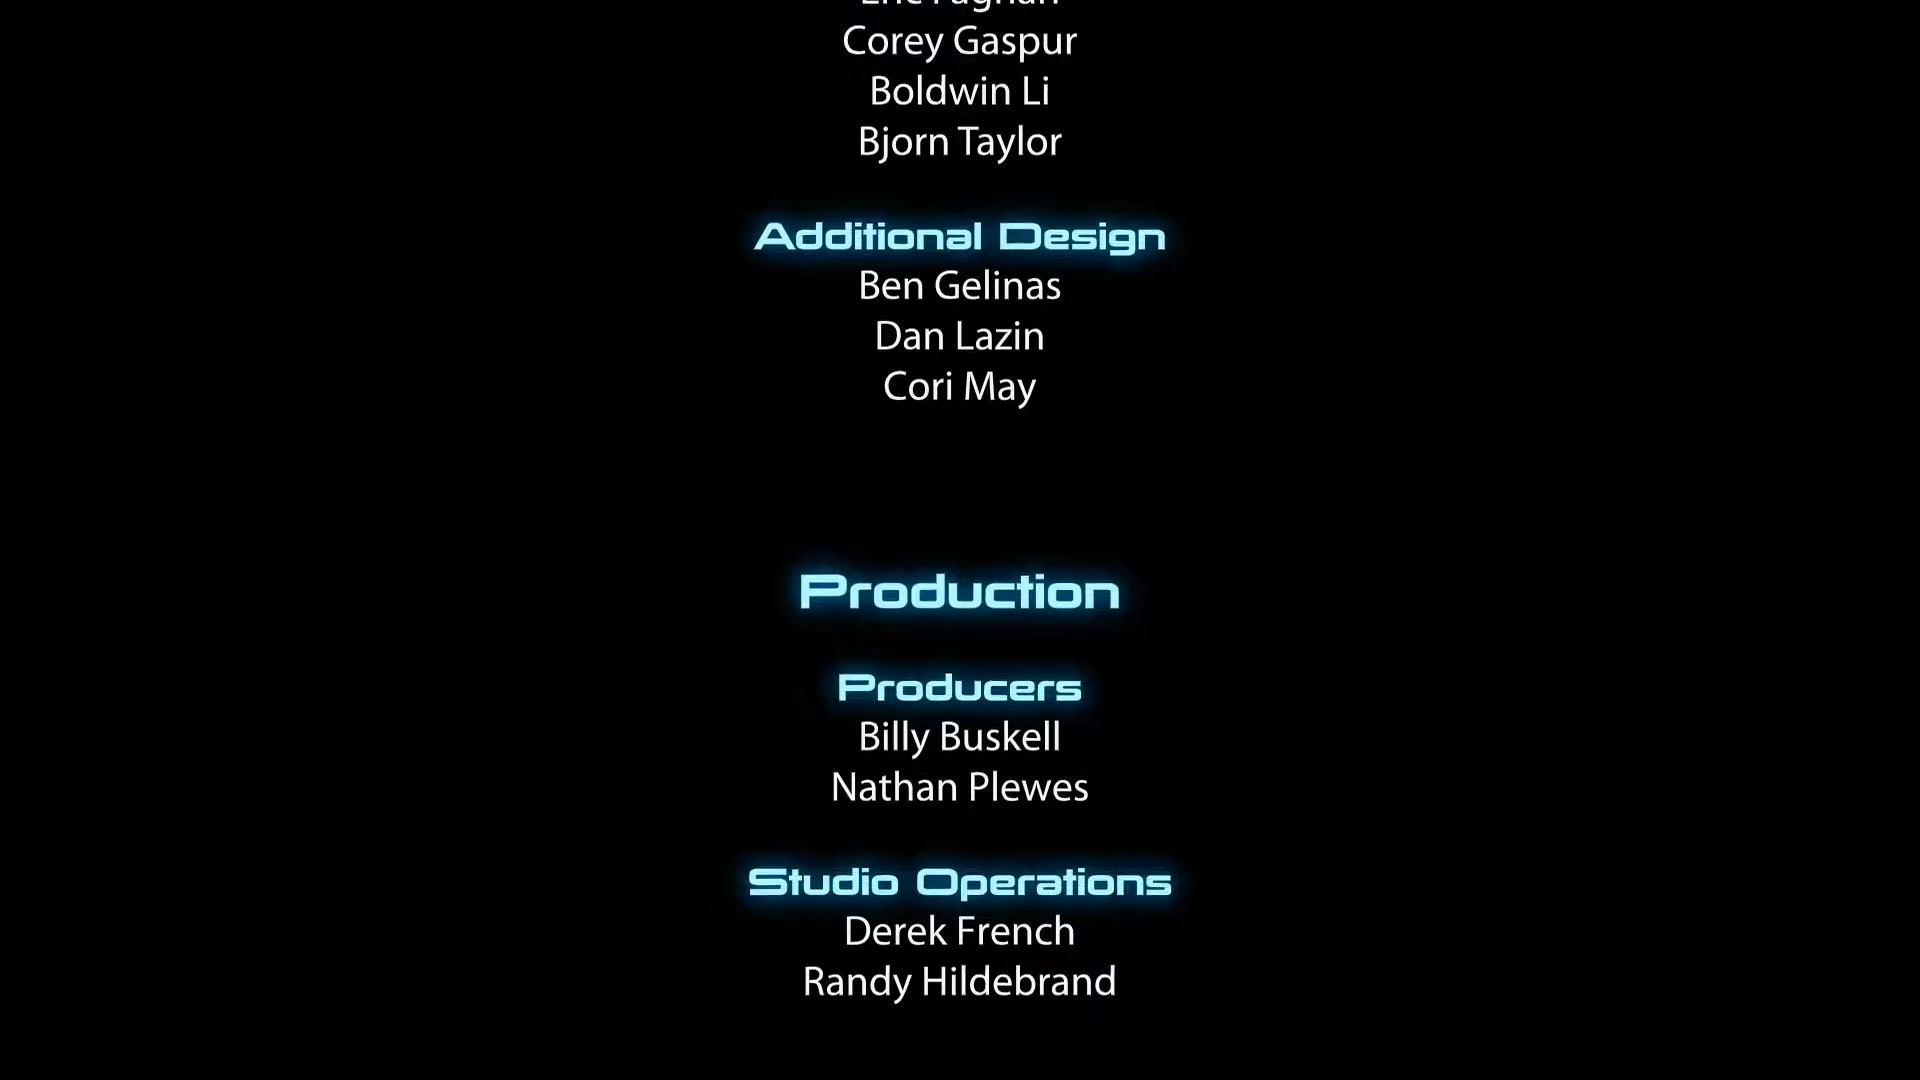 Corey Gaspur
Boldwin Li
Bjorn Taylor
Additional Design
Ben Gelinas
Dan Lazin
Cori May
Production
Producers
Billy Buskell
Nathan Plewes
Studio Operations
Derek French
Randy Hildebrand